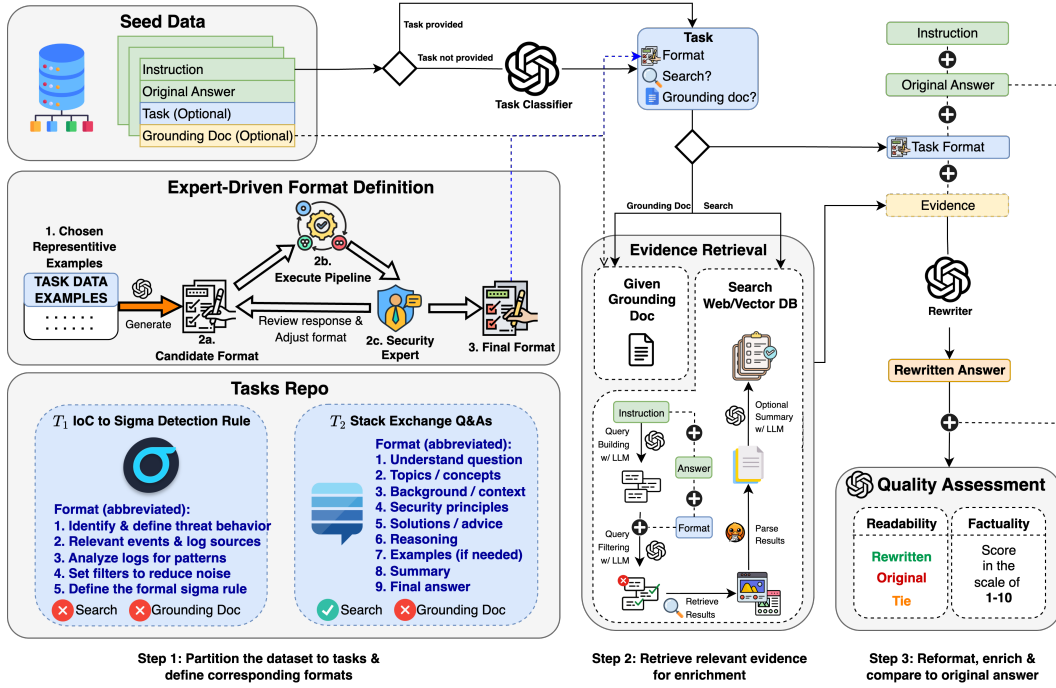 Seed Data
Instruction
Original Answer
Task (Optional)
Grounding Doc (Optional)
Task provided
Task not provided
Task Classifier
Task
Format
Search?
Grounding doc?
Grounding Doc
Search
Expert-Driven Format Definition
1. Chosen
Representitive
Examples
TASK DATA
EXAMPLES
Generate
2a.
Candidate Format
2b.
Execute Pipeline
Review response &
Adjust format
2c. Security
Expert
3. Final Format
Tasks Repo
T1 IoC to Sigma Detection Rule
Format (abbreviated):
1. Identify & define threat behavior
2. Relevant events & log sources
3. Analyze logs for patterns
4. Set filters to reduce noise
5. Define the formal sigma rule
Search
Grounding Doc
T2 Stack Exchange Q&As
Format (abbreviated):
1. Understand question
2. Topics / concepts
3. Background / context
4. Security principles
5. Solutions / advice
6. Reasoning
7. Examples (if needed)
8. Summary
9. Final answer
Search
Grounding Doc
Step 1: Partition the dataset to tasks &
define corresponding formats
Evidence Retrieval
Given
Grounding
Doc
Search
Web/Vector DB
Instruction
Query
Building
w/ LLM
Answer
Format
Query
Filtering
w/ LLM
Retrieve
Results
Parse
Results
Optional
Summary
w/ LLM
Step 2: Retrieve relevant evidence
for enrichment
Instruction
Original Answer
Task Format
Evidence
Rewriter
Rewritten Answer
Quality Assessment
Readability
Rewritten
Original
Tie
Factuality
Score
in the
scale of
1-10
Step 3: Reformat, enrich &
compare to original answer